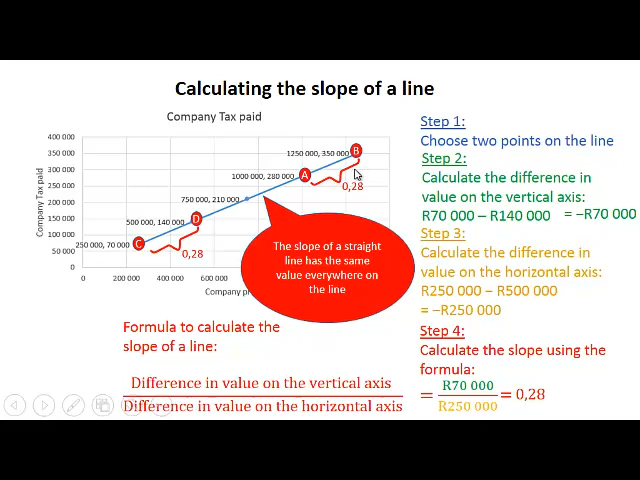 Calculating the slope of a line
Company Tax paid
400 000
350 000
300 000
250 000
200 000
150 000
100 000
50 000
0
Company Tax paid
0
200 000
400 000
600 000
Company pr
250 000, 70 000
C
500 000, 140 000
D
750 000, 210 000
1000 000, 280 000
A
1250 000, 350 000
B
0,28
0,28
The slope of a straight
line has the same
value everywhere on
the line
Formula to calculate the
slope of a line:
Difference in value on the vertical axis
Difference in value on the horizontal axis
Step 1:
Choose two points on the line
Step 2:
Calculate the difference in
value on the vertical axis:
R70 000 – R140 000 = –R70 000
Step 3:
Calculate the difference in
value on the horizontal axis:
R250 000 – R500 000
= –R250 000
Step 4:
Calculate the slope using the
formula:
= R70 000 / R250 000 = 0,28